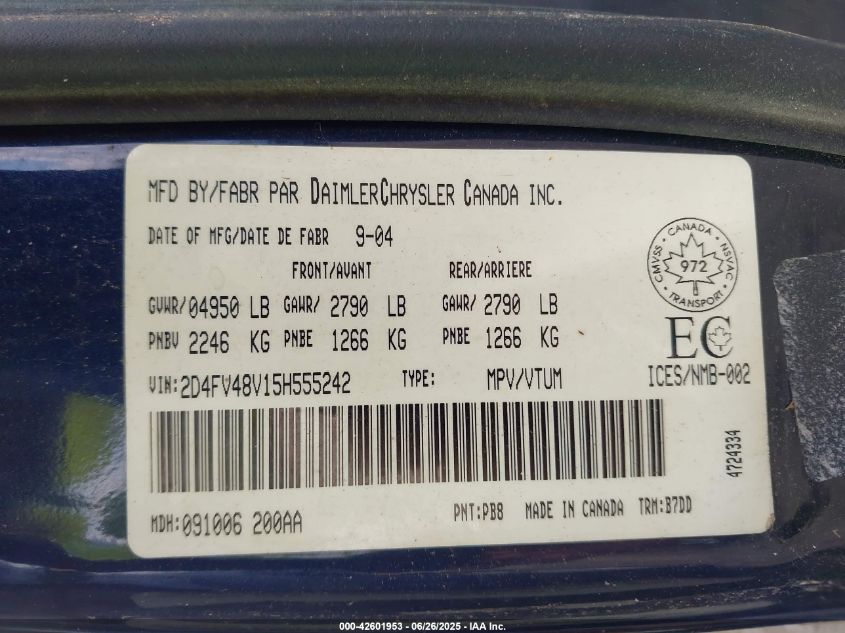 MFD BY/FABR PAR DAIMLERCHRYSLER CANADA INC.
DATE OF MFG/DATE DE FABR 9-04
FRONT/AVANT REAR/ARRIERE
GVWR/04950 LB GAWR/ 2790 LB GAWR/ 2790 LB
PNBV 2246 KG PNBE 1266 KG PNBE 1266 KG
VIN:2D4FV48V15H555242 TYPE: MPV/VTUM
CANADA
CMVSS NSVAC
972
TRANSPORT
EC
ICES/NMB-002
4724334
MDH:091006 200AA PNT:PB8 MADE IN CANADA TRM:B7DD
000-42601953 - 06/26/2025 - IAA Inc.